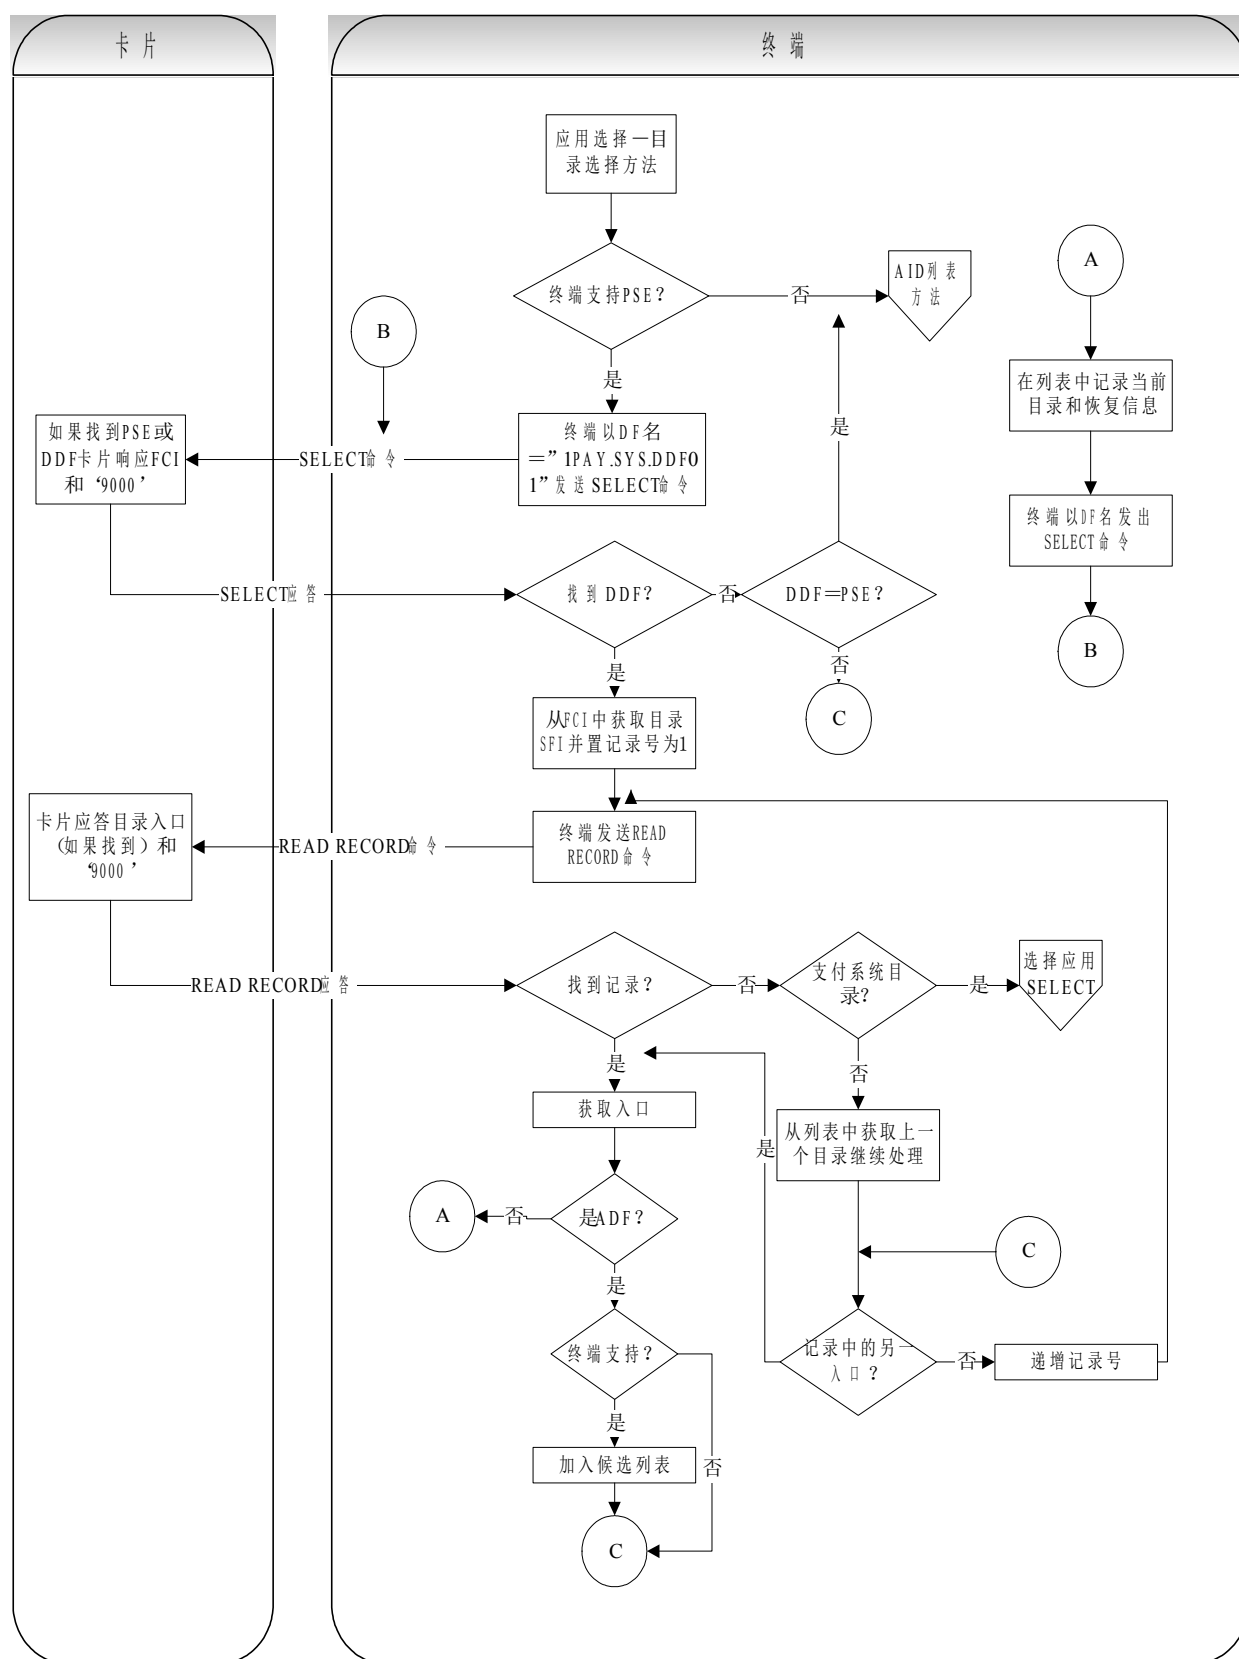 卡片
终端
应用选择—目
录选择方法
终端支持PSE?
否
AID列表
方法
A
B
是
是
在列表中记录当前
目录和恢复信息
如果找到PSE或
DDF卡片响应FCI
和‘9000’
SELECT命令
终端以DF名
=”1PAY.SYS.DDF0
1”发送SELECT命令
终端以DF名发出
SELECT命令
SELECT应答
找到DDF?
否
DDF=PSE?
B
是
否
C
从FCI中获取目录
SFI并置记录号为1
卡片应答目录入口
(如果找到)和
‘9000’
READ RECORD命令
终端发送READ
RECORD命令
READ RECORD应答
找到记录?
否
支付系统目
录?
是
选择应用
SELECT
是
否
获取入口
是
从列表中获取上一
个目录继续处理
A
否
是ADF?
C
是
终端支持?
记录中的另一
入口?
否
递增记录号
是
加入候选列表
否
C